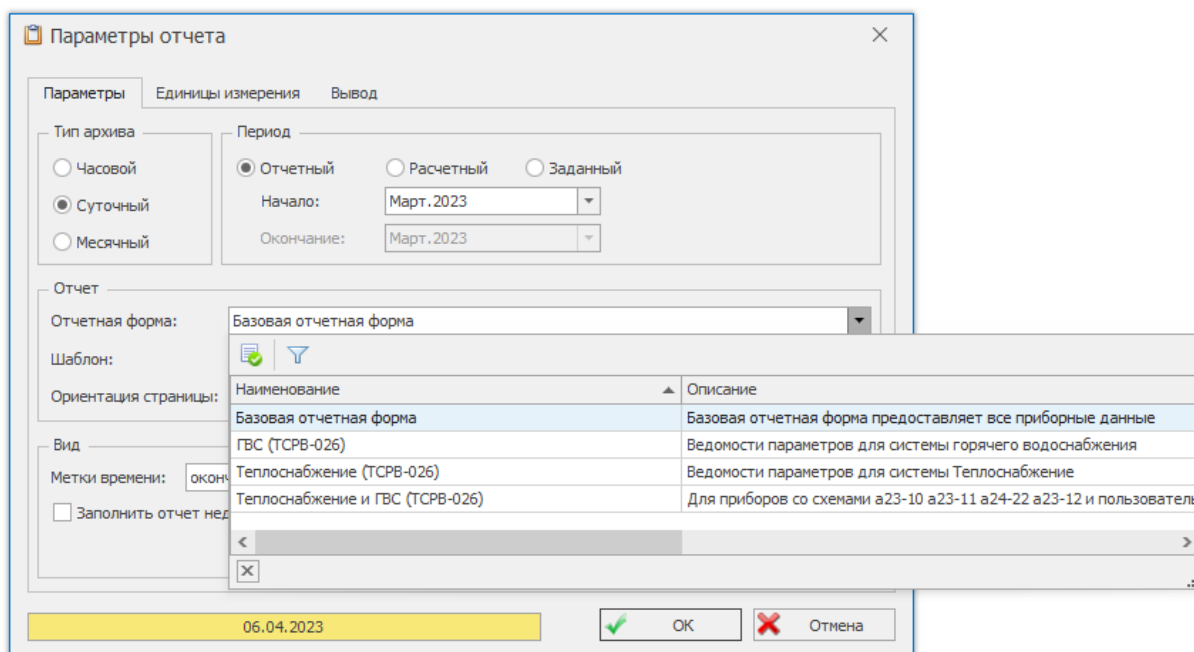 Параметры отчета
Параметры Единицы измерения Вывод
Тип архива Период
Часовой Отчетный Расчетный Заданный
Суточный Начало: Март.2023
Месячный Окончание: Март.2023
Отчет
Отчетная форма: Базовая отчетная форма
Шаблон:
Ориентация страницы: Наименование Описание
Базовая отчетная форма Базовая отчетная форма предоставляет все приборные данные
Вид ГВС (ТСРВ-026) Ведомости параметров для системы горячего водоснабжения
Метки времени: Теплоснабжение (ТСРВ-026) Ведомости параметров для системы Теплоснабжение
Заполнить отчет Теплоснабжение и ГВС (ТСРВ-026) Для приборов со схемами а23-10 а23-11 а24-22 а23-12 и
06.04.2023 ОК Отмена